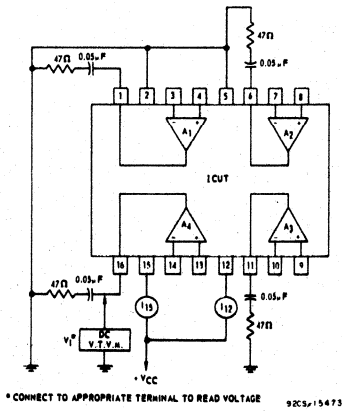 47Ω
0.05μF
47Ω
0.05μF
1 2 3 4 5 6 7 8
- + - +
A1 A2
ICUT
A4 A3
- + - +
16 15 14 13 12 11 10 9
47Ω
0.05μF
I15 I12
0.05μF
47Ω
V1*
DC
V.T.V.M.
+VCC
* CONNECT TO APPROPRIATE TERMINAL TO READ VOLTAGE
92CS-15473